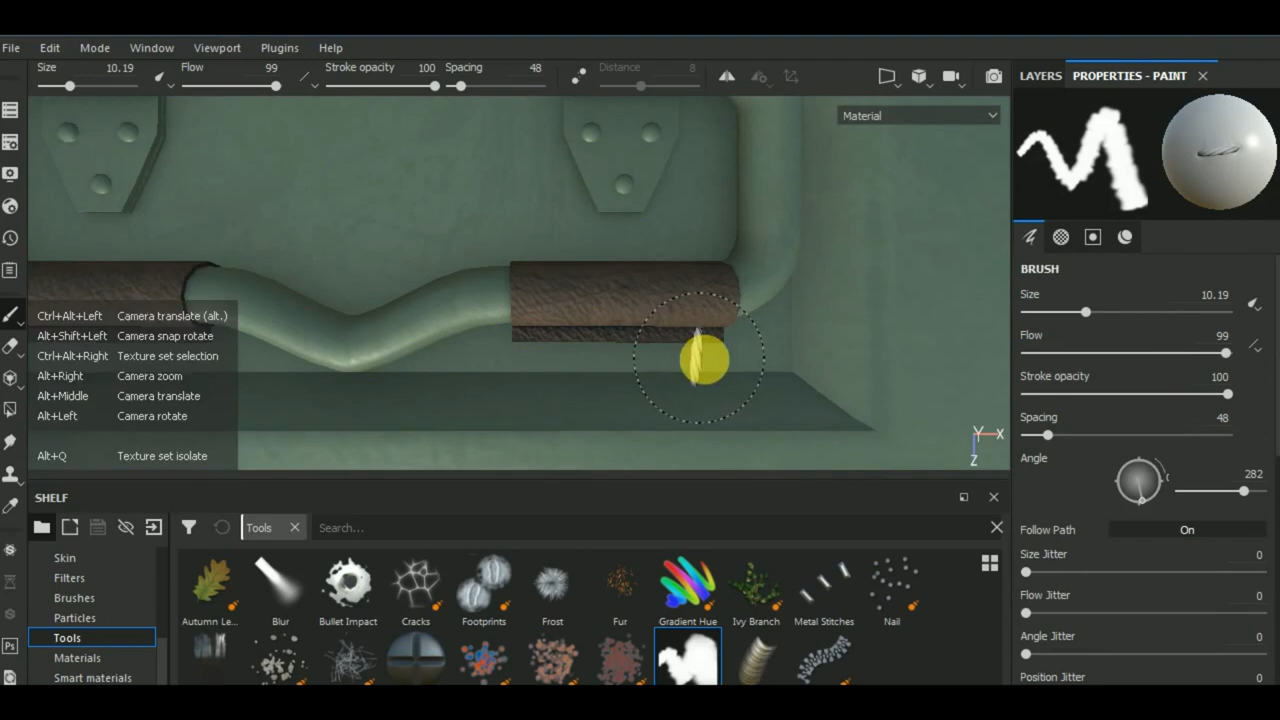 File Edit Mode Window Viewport Plugins Help
Size 10.19 Flow 99 Stroke opacity 100 Spacing 48 Distance 8
LAYERS PROPERTIES - PAINT
Material
BRUSH
Size 10.19
Flow 99
Stroke opacity 100
Spacing 48
Angle 282
Follow Path On
Size Jitter 0
Flow Jitter 0
Angle Jitter 0
Position Jitter 0
Ctrl+Alt+Left Camera translate (alt.)
Alt+Shift+Left Camera snap rotate
Ctrl+Alt+Right Texture set selection
Alt+Right Camera zoom
Alt+Middle Camera translate
Alt+Left Camera rotate
Alt+Q Texture set isolate
Y X
Z
SHELF
Tools Search...
Skin
Filters
Brushes
Particles
Tools
Materials
Smart materials
Autumn Le... Blur Bullet Impact Cracks Footprints Frost Fur Gradient Hue Ivy Branch Metal Stitches Nail
Ps